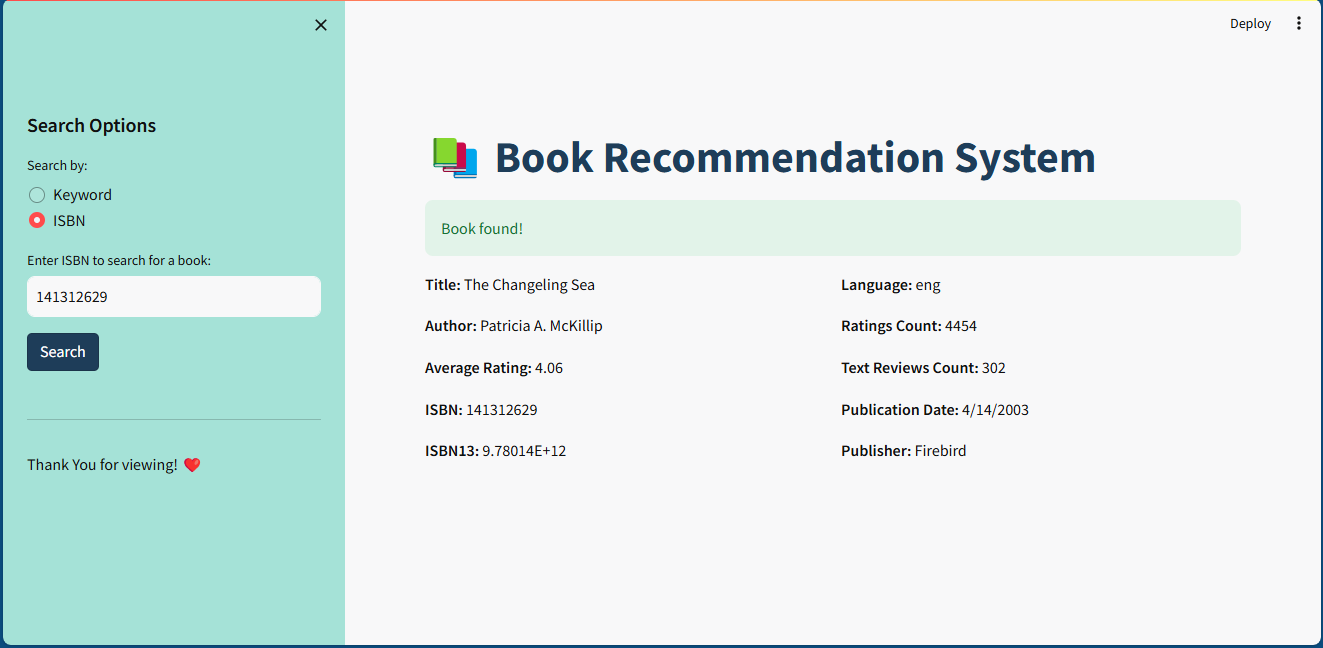 Deploy
Search Options
Search by:
Keyword
ISBN
Enter ISBN to search for a book:
141312629
Search
Thank You for viewing! ❤️
📚 Book Recommendation System
Book found!
Title: The Changeling Sea
Author: Patricia A. McKillip
Average Rating: 4.06
ISBN: 141312629
ISBN13: 9.78014E+12
Language: eng
Ratings Count: 4454
Text Reviews Count: 302
Publication Date: 4/14/2003
Publisher: Firebird